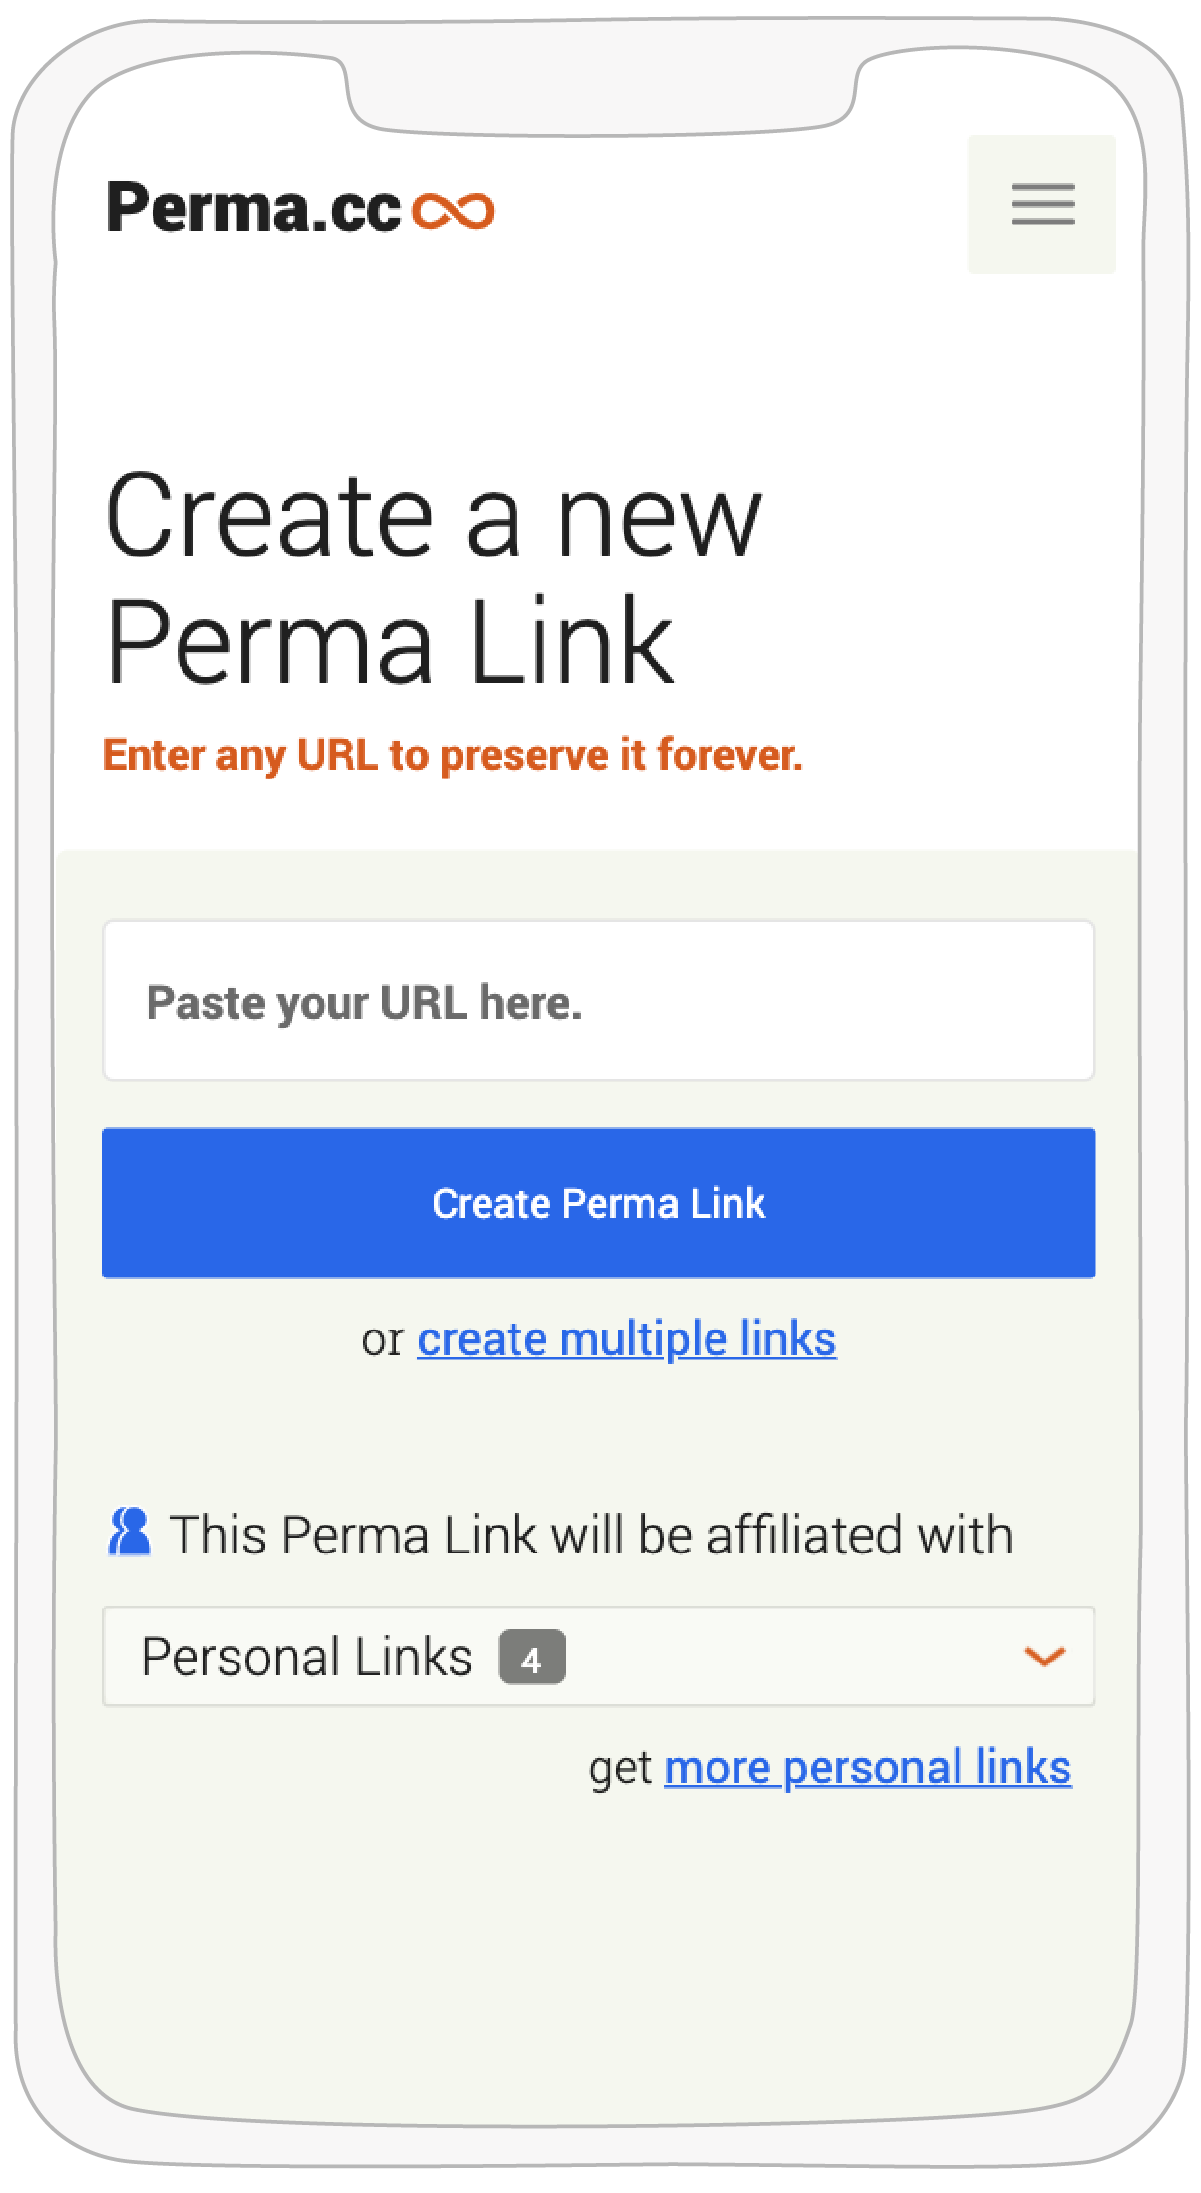 Perma.cc
Create a new
Perma Link
Enter any URL to preserve it forever.
Paste your URL here.
Create Perma Link
or create multiple links
This Perma Link will be affiliated with
Personal Links 4
get more personal links